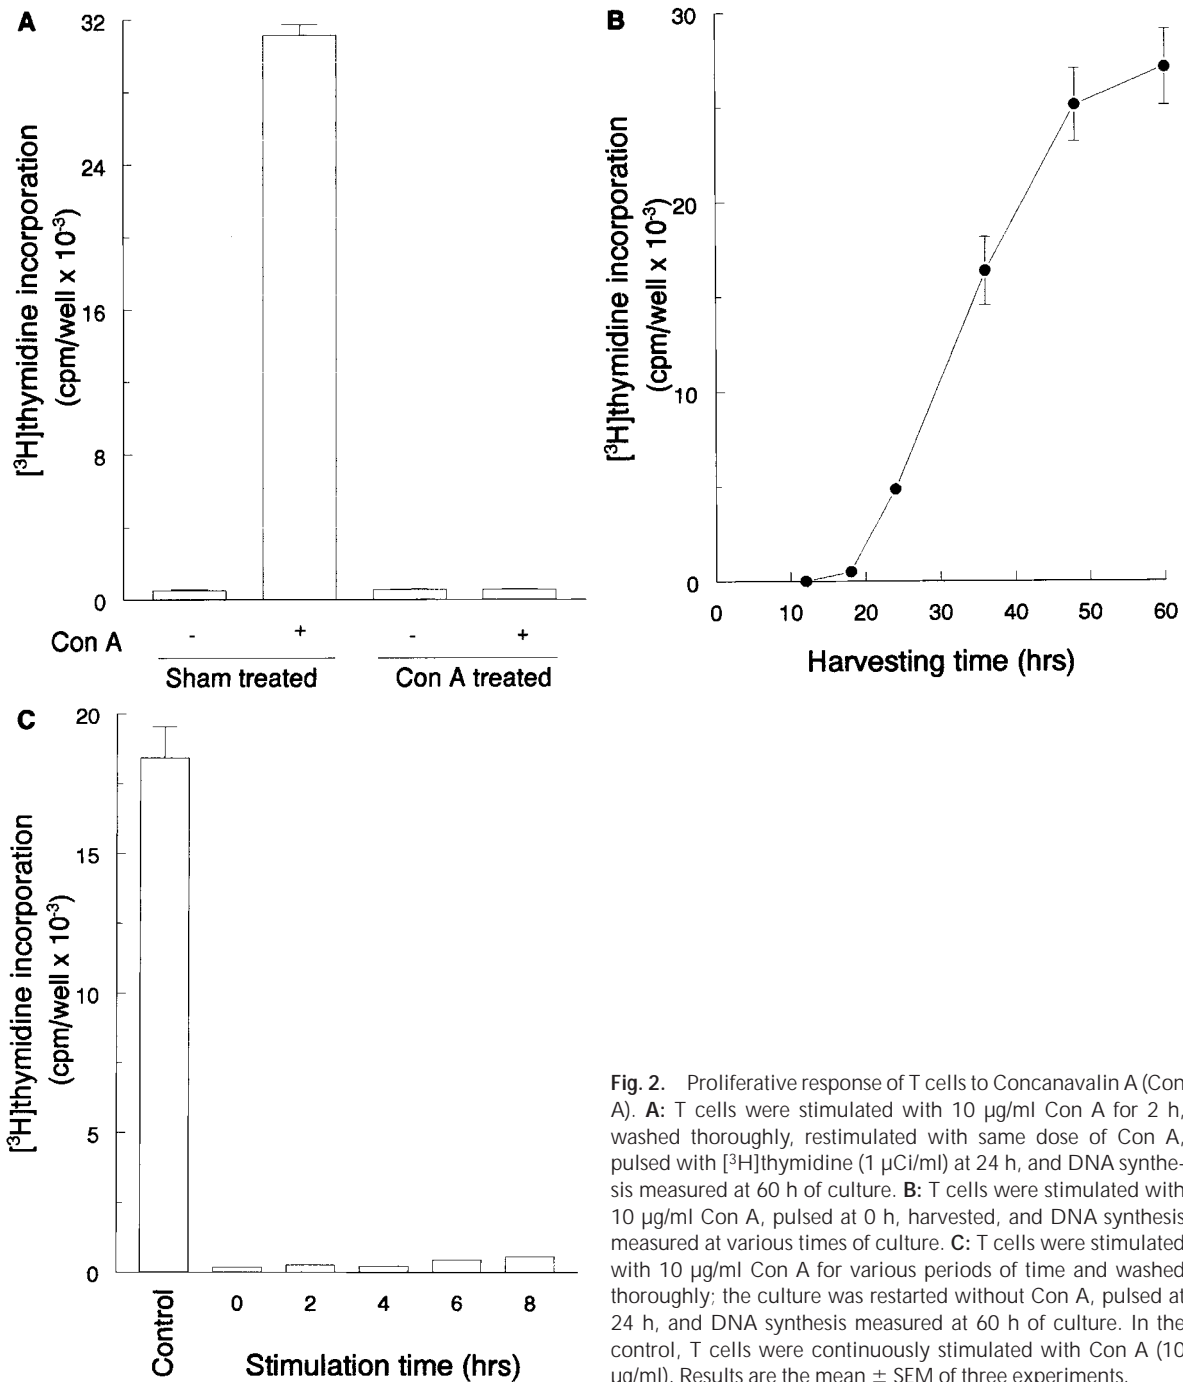 A
32
24
16
8
0
[³H]thymidine incorporation
(cpm/well x 10⁻³)
Con A - + - +
Sham treated Con A treated
B
30
20
10
0
[³H]thymidine incorporation
(cpm/well x 10⁻³)
0 10 20 30 40 50 60
Harvesting time (hrs)
C
20
15
10
5
0
[³H]thymidine incorporation
(cpm/well x 10⁻³)
Control 0 2 4 6 8
Stimulation time (hrs)
Fig. 2. Proliferative response of T cells to Concanavalin A (Con
A). A: T cells were stimulated with 10 µg/ml Con A for 2 h,
washed thoroughly, restimulated with same dose of Con A,
pulsed with [³H]thymidine (1 µCi/ml) at 24 h, and DNA synthe-
sis measured at 60 h of culture. B: T cells were stimulated with
10 µg/ml Con A, pulsed at 0 h, harvested, and DNA synthesis
measured at various times of culture. C: T cells were stimulated
with 10 µg/ml Con A for various periods of time and washed
thoroughly; the culture was restarted without Con A, pulsed at
24 h, and DNA synthesis measured at 60 h of culture. In the
control, T cells were continuously stimulated with Con A (10
µg/ml). Results are the mean ± SEM of three experiments.